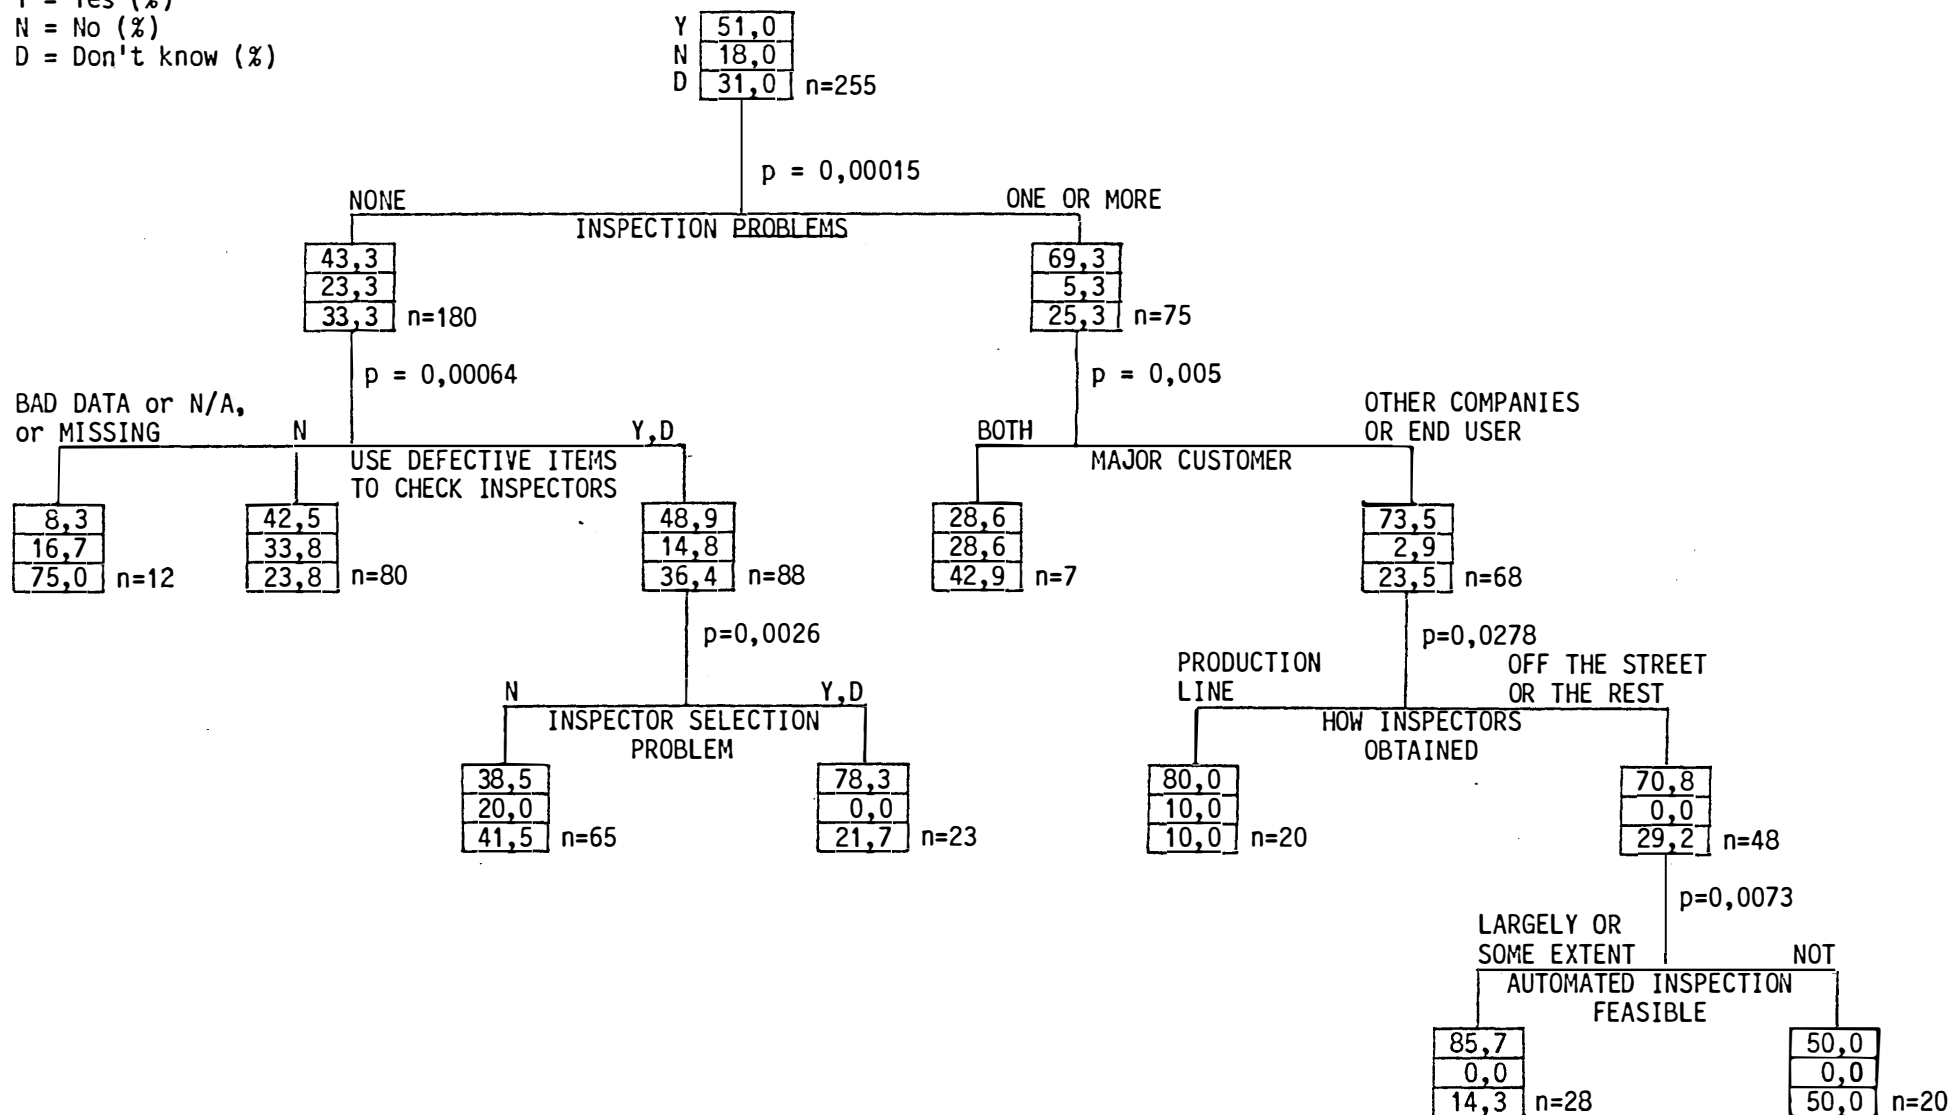 Y = Yes (%)
N = No (%)
D = Don't know (%)
Y 51,0
N 18,0
D 31,0 n=255
p = 0,00015
NONE
ONE OR MORE
INSPECTION PROBLEMS
43,3
23,3
33,3 n=180
69,3
5,3
25,3 n=75
p = 0,00064
p = 0,005
BAD DATA or N/A,
or MISSING
N
Y,D
USE DEFECTIVE ITEMS
TO CHECK INSPECTORS
BOTH
OTHER COMPANIES
OR END USER
MAJOR CUSTOMER
8,3
16,7
75,0 n=12
42,5
33,8
23,8 n=80
48,9
14,8
36,4 n=88
28,6
28,6
42,9 n=7
73,5
2,9
23,5 n=68
p=0,0026
p=0,0278
N
Y,D
INSPECTOR SELECTION
PROBLEM
PRODUCTION
LINE
OFF THE STREET
OR THE REST
HOW INSPECTORS
OBTAINED
38,5
20,0
41,5 n=65
78,3
0,0
21,7 n=23
80,0
10,0
10,0 n=20
70,8
0,0
29,2 n=48
p=0,0073
LARGELY OR
SOME EXTENT
NOT
AUTOMATED INSPECTION
FEASIBLE
85,7
0,0
14,3 n=28
50,0
0,0
50,0 n=20